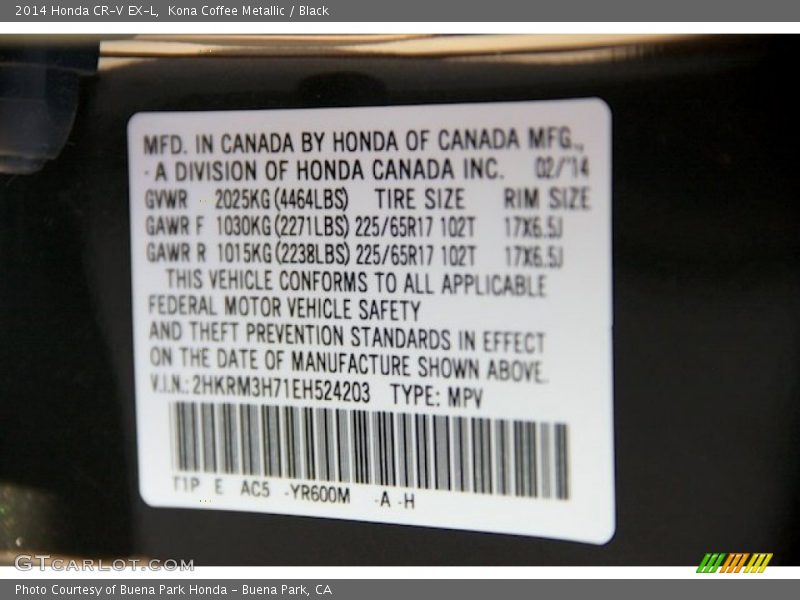 2014 Honda CR-V EX-L, Kona Coffee Metallic / Black
MFD. IN CANADA BY HONDA OF CANADA MFG.,
A DIVISION OF HONDA CANADA INC. 02/'14
GVWR 2025KG (4464LBS) TIRE SIZE RIM SIZE
GAWR F 1030KG (2271LBS) 225/65R17 102T 17X6.5J
GAWR R 1015KG (2238LBS) 225/65R17 102T 17X6.5J
THIS VEHICLE CONFORMS TO ALL APPLICABLE
FEDERAL MOTOR VEHICLE SAFETY
AND THEFT PREVENTION STANDARDS IN EFFECT
ON THE DATE OF MANUFACTURE SHOWN ABOVE.
V.I.N.: 2HKRM3H71EH524203 TYPE: MPV
T1P E AC5 -YR600M -A -H
GTCARLOT.COM
Photo Courtesy of Buena Park Honda – Buena Park, CA